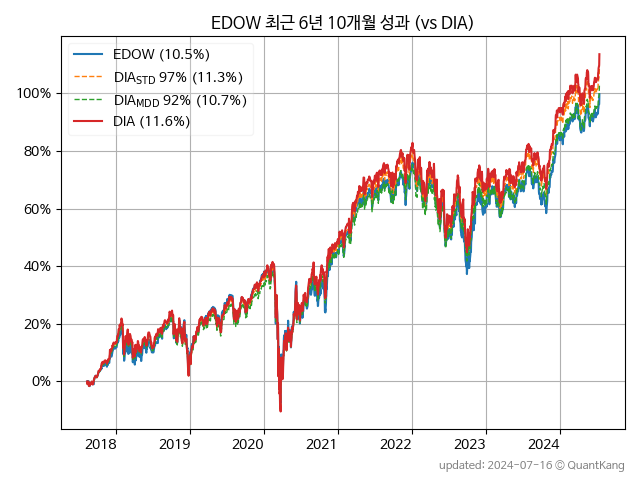 EDOW 최근 6년 10개월 성과 (vs DIA)
EDOW (10.5%)
DIA_STD 97% (11.3%)
DIA_MDD 92% (10.7%)
DIA (11.6%)
100%
80%
60%
40%
20%
0%
2018 2019 2020 2021 2022 2023 2024
updated: 2024-07-16 © QuantKang